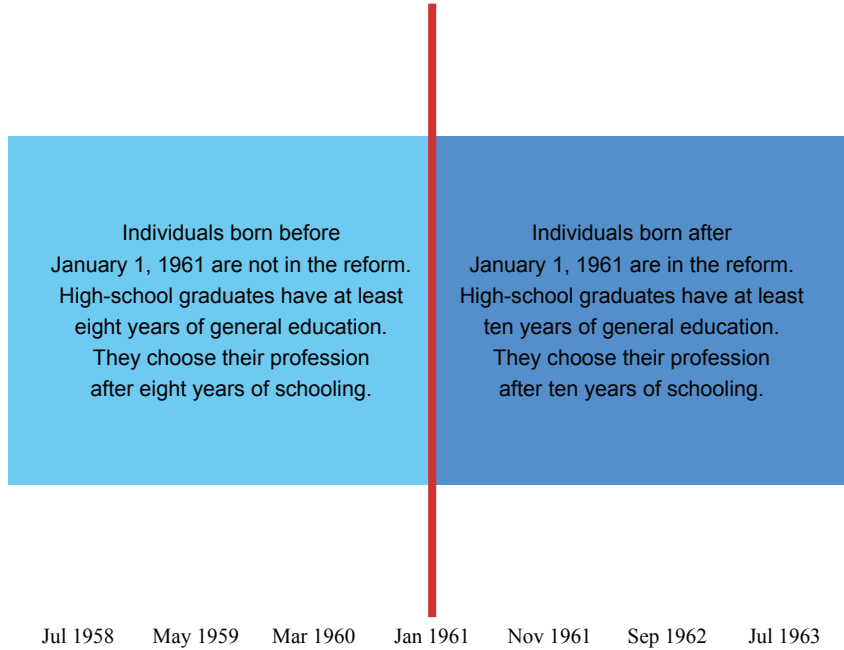 Individuals born before
January 1, 1961 are not in the reform.
High-school graduates have at least
eight years of general education.
They choose their profession
after eight years of schooling.
Individuals born after
January 1, 1961 are in the reform.
High-school graduates have at least
ten years of general education.
They choose their profession
after ten years of schooling.
Jul 1958 May 1959 Mar 1960 Jan 1961 Nov 1961 Sep 1962 Jul 1963